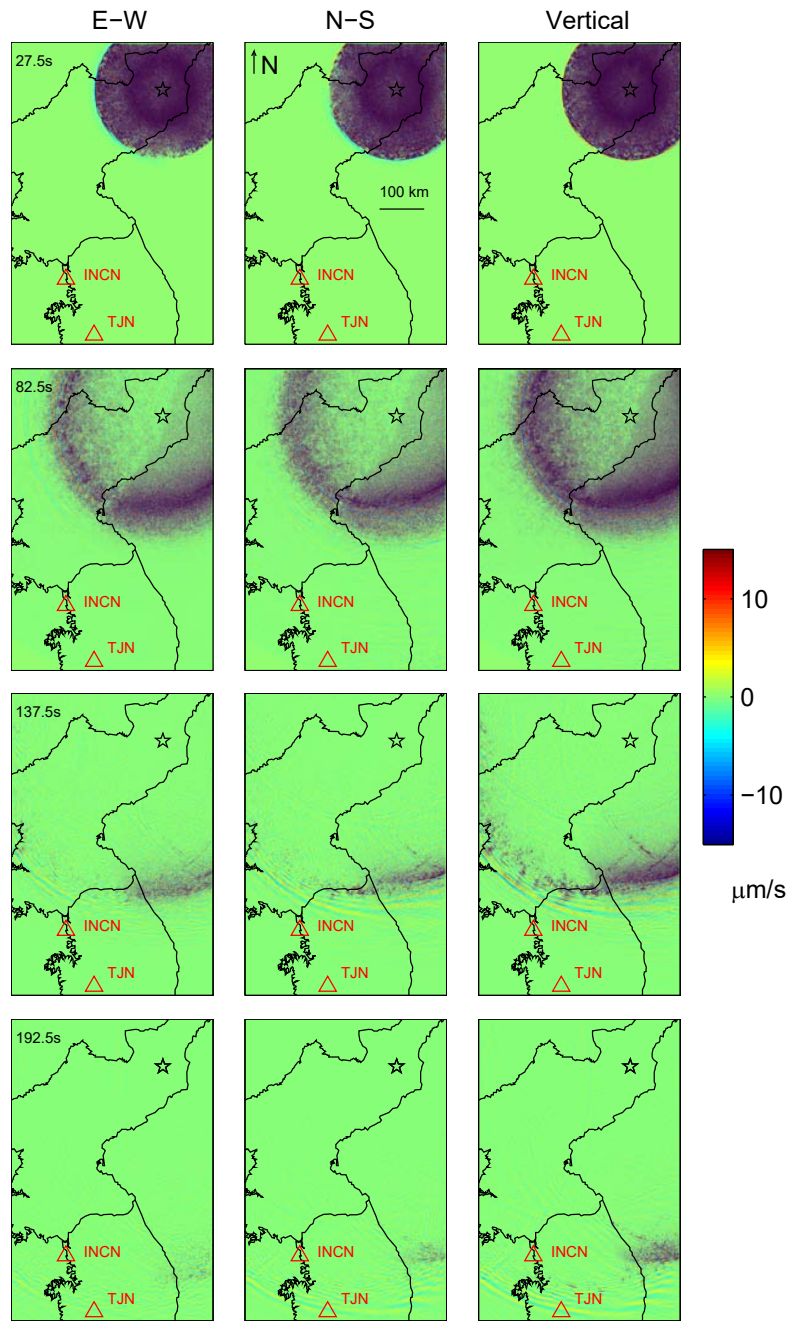 E−W N−S Vertical
27.5s
N
100 km
INCN INCN INCN
TJN TJN TJN
82.5s
INCN INCN INCN
TJN TJN TJN
10
0
−10
μm/s
137.5s
INCN INCN INCN
TJN TJN TJN
192.5s
INCN INCN INCN
TJN TJN TJN